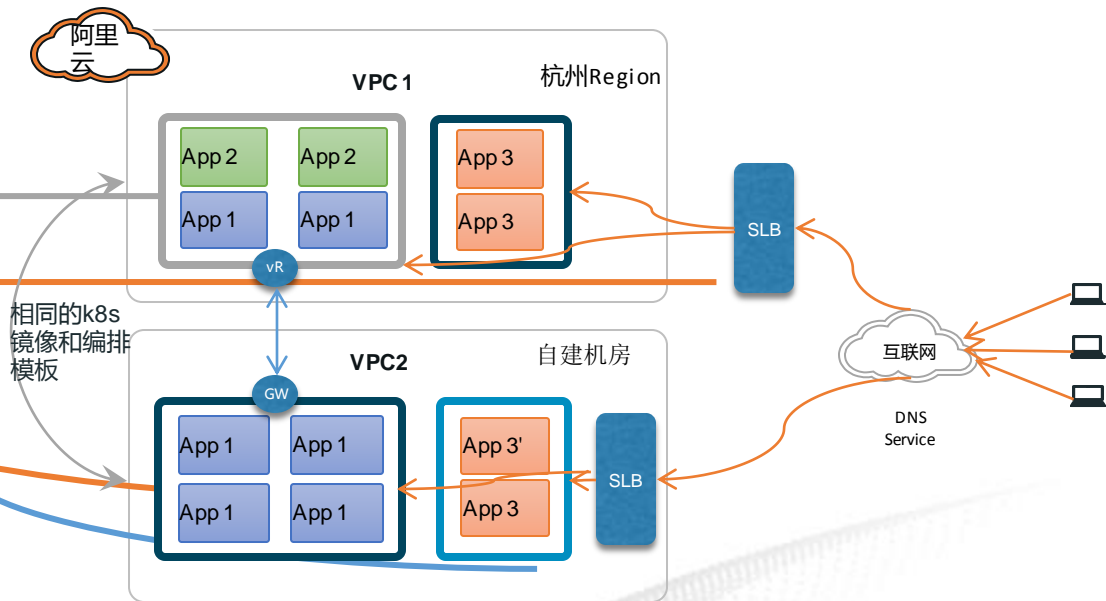 阿里
云
VPC 1
杭州Region
App 2
App 2
App 3
App 1
App 1
App 3
SLB
vR
相同的k8s
镜像和编排
模板
互联网
DNS
Service
VPC2
自建机房
GW
App 1
App 1
App 3'
SLB
App 1
App 1
App 3